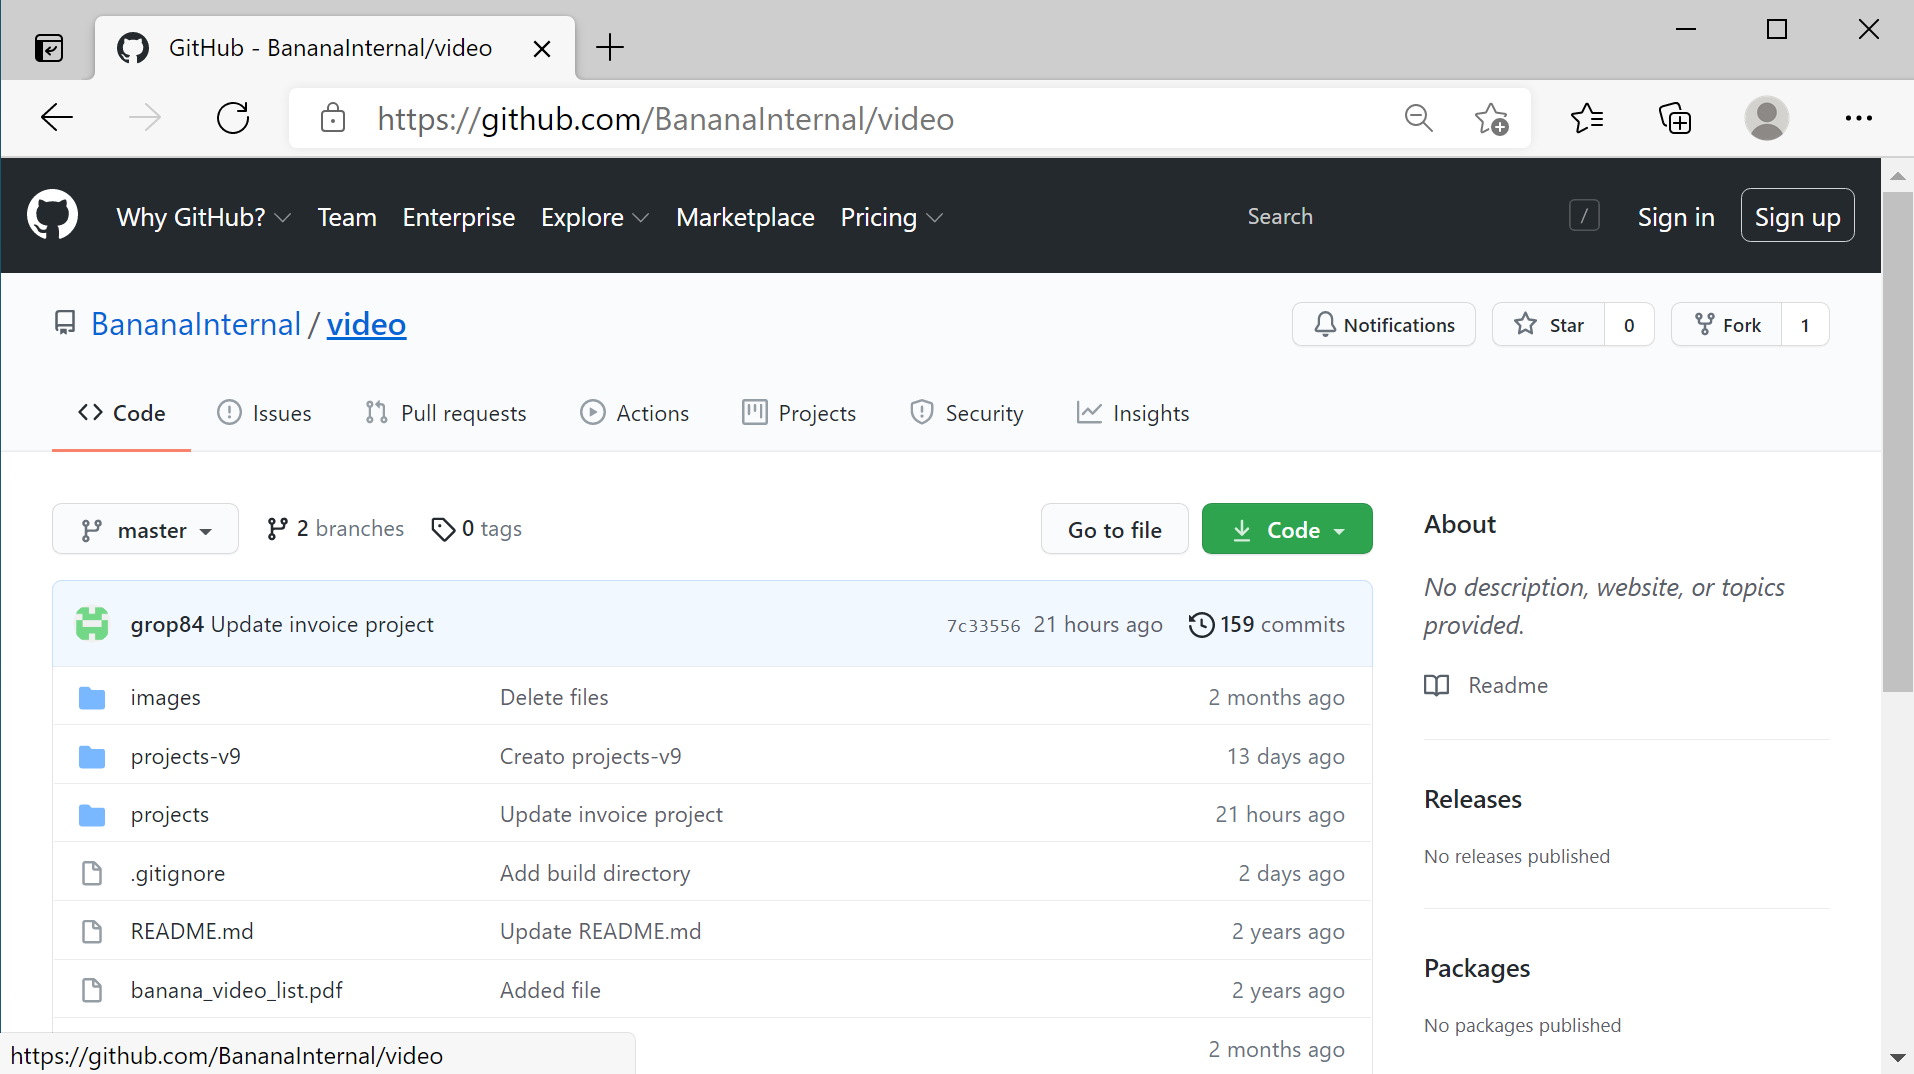 GitHub - BananaInternal/video
https://github.com/BananaInternal/video
Why GitHub? Team Enterprise Explore Marketplace Pricing Search / Sign in Sign up
BananaInternal / video Notifications Star 0 Fork 1
Code Issues Pull requests Actions Projects Security Insights
master 2 branches 0 tags Go to file Code
grop84 Update invoice project 7c33556 21 hours ago 159 commits
images Delete files 2 months ago
projects-v9 Creato projects-v9 13 days ago
projects Update invoice project 21 hours ago
.gitignore Add build directory 2 days ago
README.md Update README.md 2 years ago
banana_video_list.pdf Added file 2 years ago
2 months ago
About
No description, website, or topics
provided.
Readme
Releases
No releases published
Packages
No packages published
https://github.com/BananaInternal/video